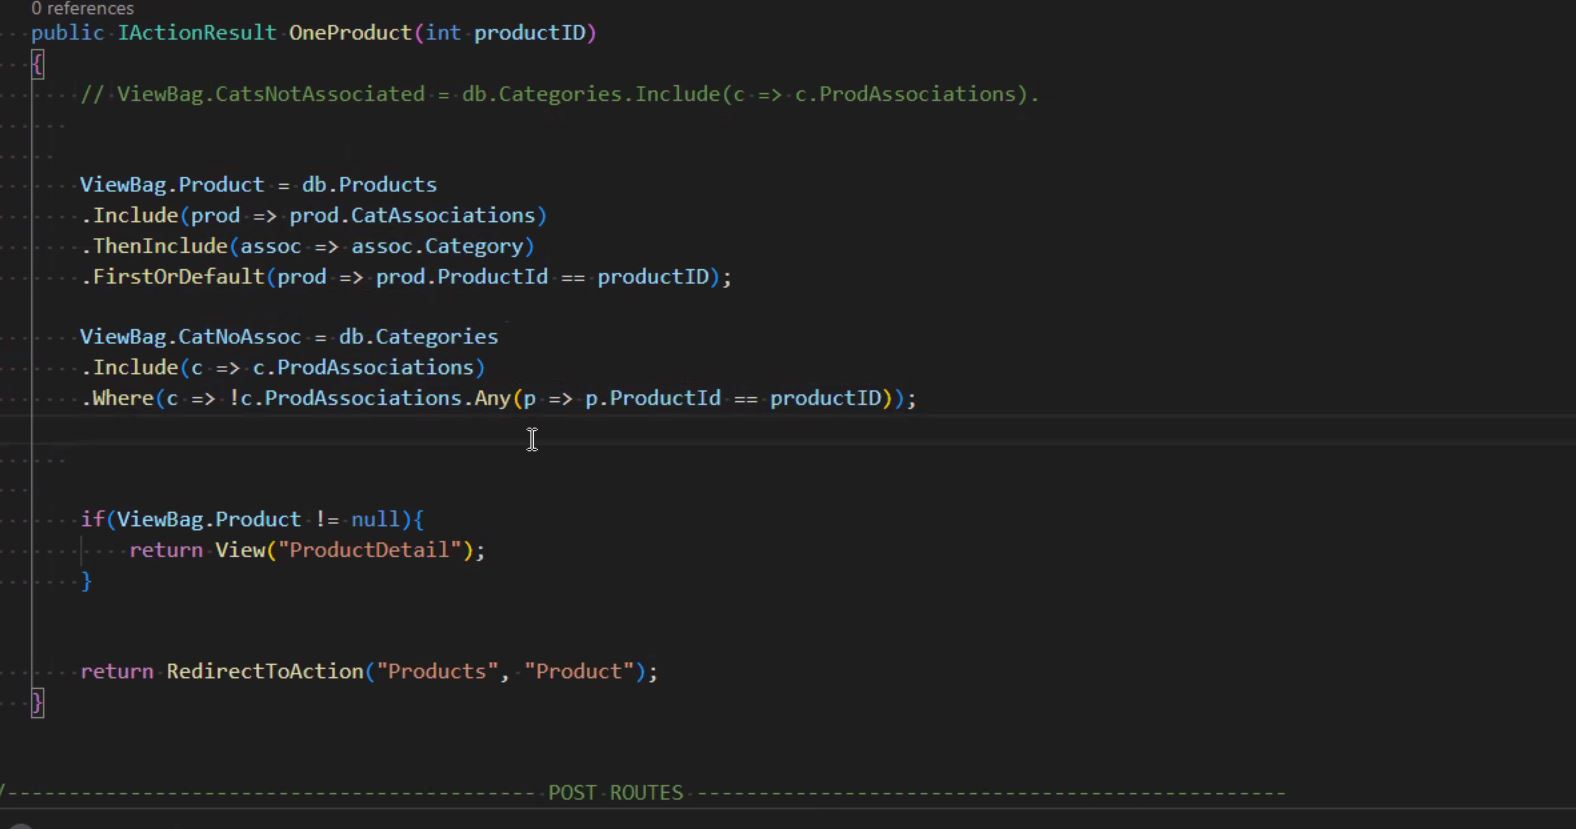 0 references
public IActionResult OneProduct(int productID)
{
// ViewBag.CatsNotAssociated = db.Categories.Include(c => c.ProdAssociations).
ViewBag.Product = db.Products
.Include(prod => prod.CatAssociations)
.ThenInclude(assoc => assoc.Category)
.FirstOrDefault(prod => prod.ProductId == productID);
ViewBag.CatNoAssoc = db.Categories
.Include(c => c.ProdAssociations)
.Where(c => !c.ProdAssociations.Any(p => p.ProductId == productID));
if(ViewBag.Product != null){
return View("ProductDetail");
}
return RedirectToAction("Products", "Product");
}
/------------------------------------------- POST ROUTES ------------------------------------------------